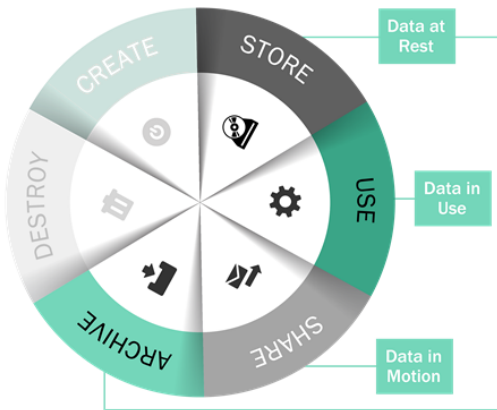 CREATE
STORE
USE
SHARE
ARCHIVE
DESTROY
Data at
Rest
Data in
Use
Data in
Motion